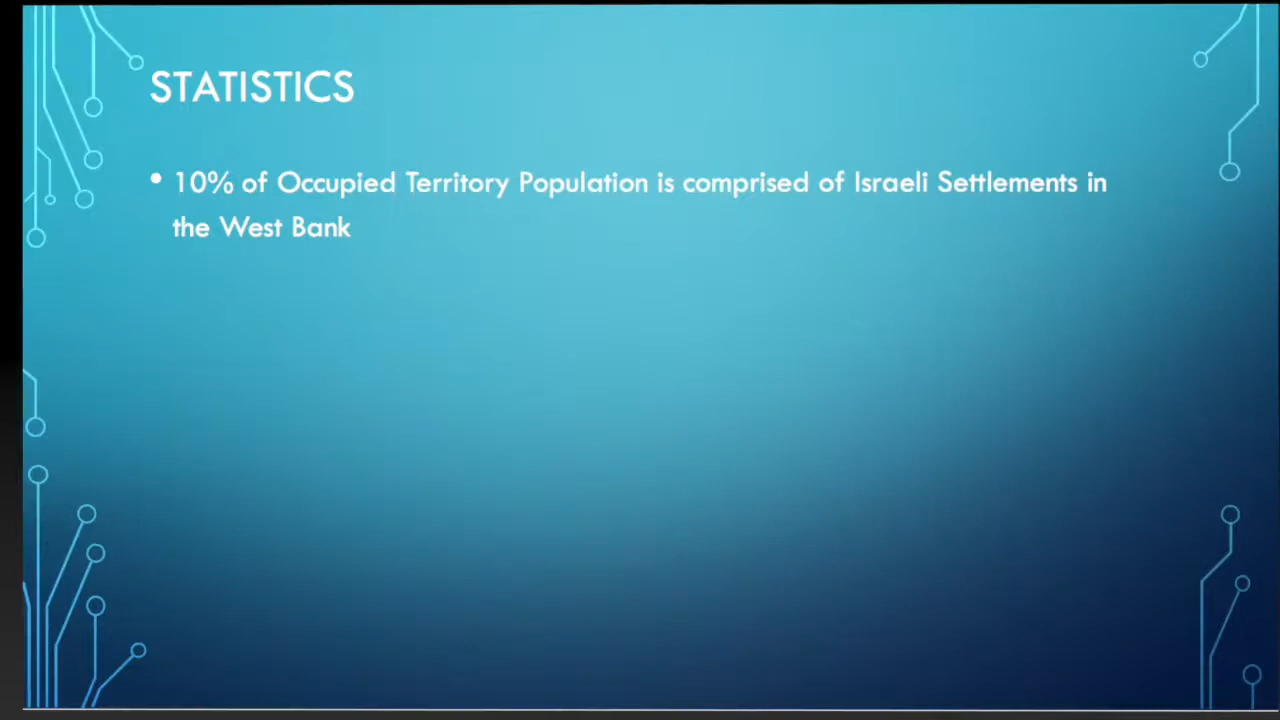 STATISTICS
• 10% of Occupied Territory Population is comprised of Israeli Settlements in
the West Bank